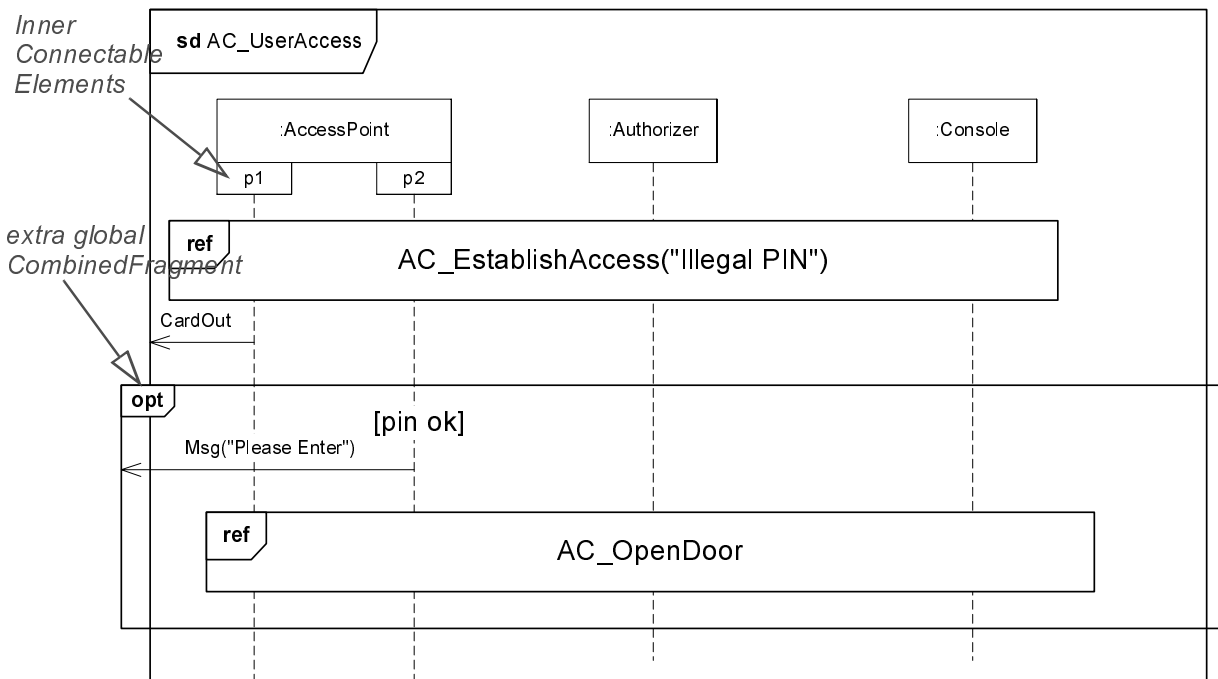 Inner
Connectable
Elements
sd AC_UserAccess
:AccessPoint
:Authorizer
:Console
p1
p2
extra global
CombinedFragment
ref
AC_EstablishAccess("Illegal PIN")
CardOut
opt
[pin ok]
Msg("Please Enter")
ref
AC_OpenDoor